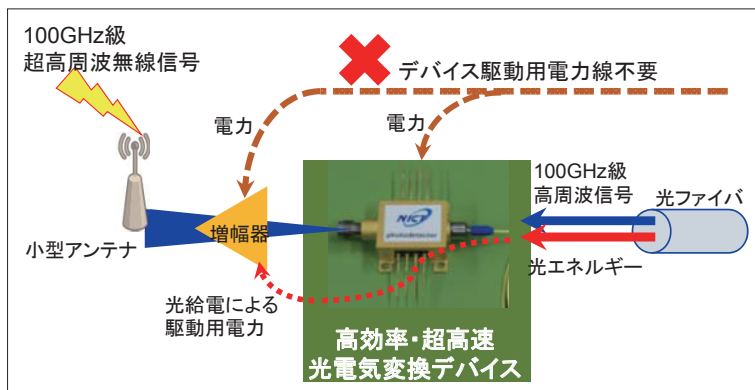 100GHz級
超高周波無線信号
デバイス駆動用電力線不要
電力
電力
100GHz級
高周波信号
光ファイバ
小型アンテナ
増幅器
NICT
photodetector
光エネルギー
光給電による
駆動用電力
高効率・超高速
光電気変換デバイス